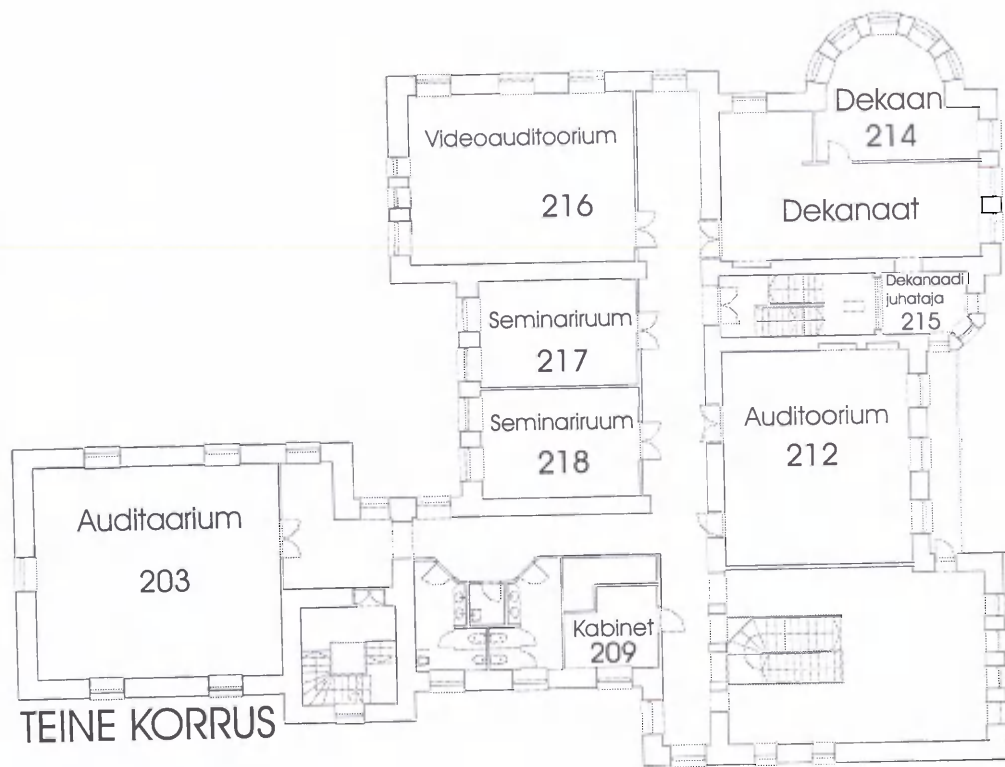 Dekaan
214
Videoauditoorium
216
Dekanaat
Dekanaadi
juhataja
215
Seminariruum
217
Seminariruum
218
Auditoorium
212
Auditaarium
203
Kabinet
209
TEINE KORRUS